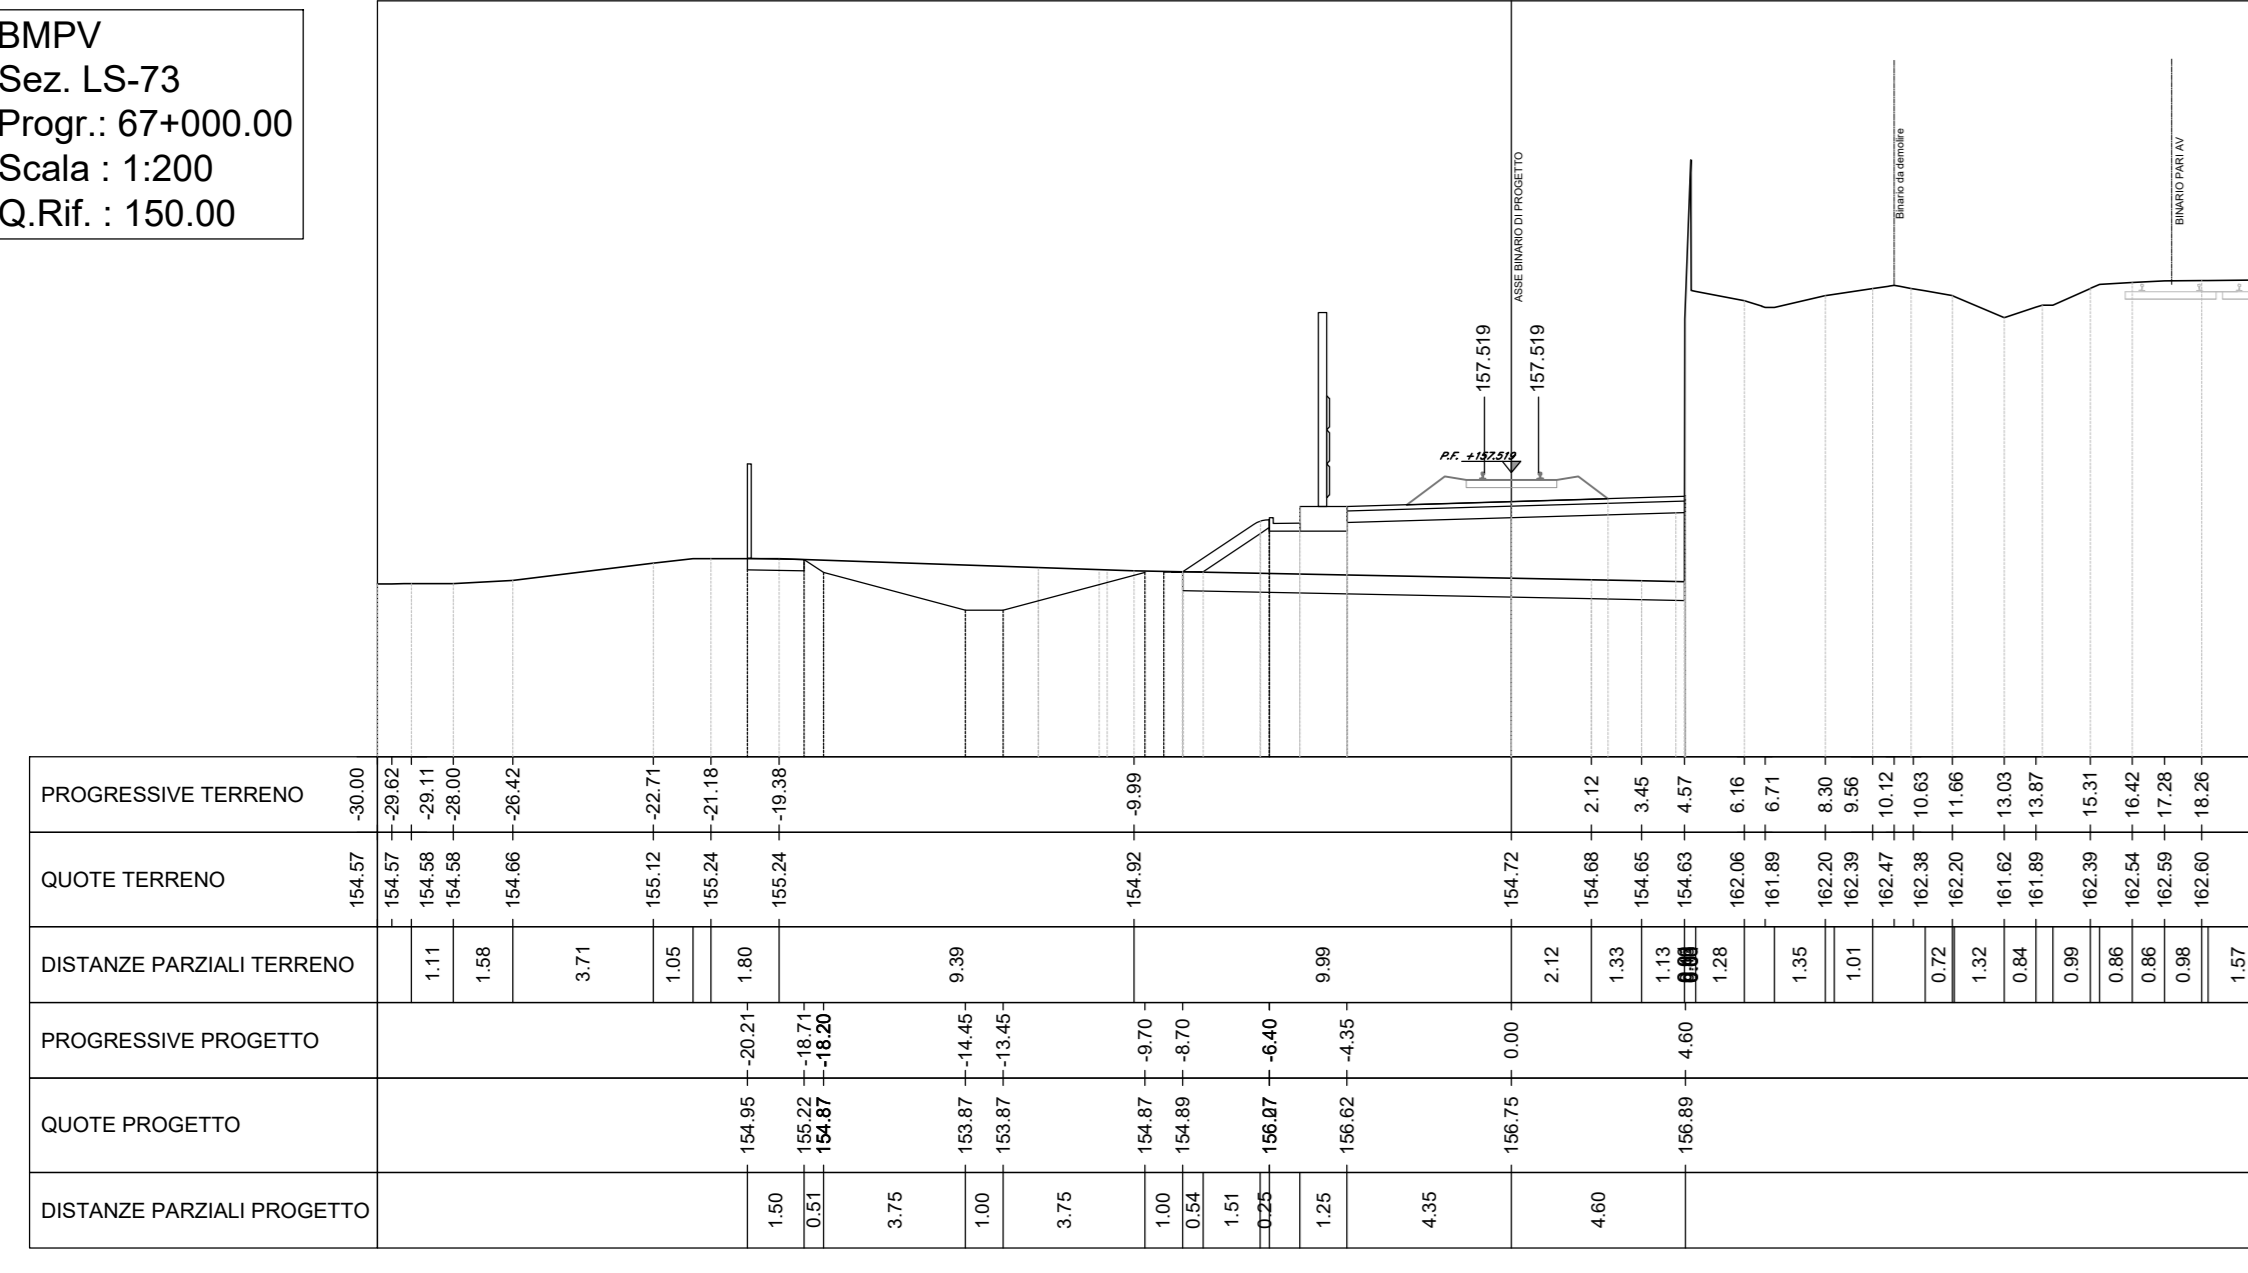 BMPV
Sez. LS-73
Progr.: 67+000.00
Scala : 1:200
Q.Rif. : 150.00
ASSE BINARIO DI PROGETTO
Binario da demolire
BINARIO PARI AV
157.519
157.519
P.F. +157.519
PROGRESSIVE TERRENO -30.00 -29.62 -29.11 -28.00 -26.42 -22.71 -21.18 -19.38 -9.99 2.12 3.45 4.57 6.16 6.71 8.30 9.56 10.12 10.63 11.66 13.03 13.87 15.31 16.42 17.28 18.26
QUOTE TERRENO 154.57 154.57 154.58 154.58 154.66 155.12 155.24 155.24 154.92 154.72 154.68 154.65 154.63 162.06 161.89 162.20 162.39 162.47 162.38 162.20 161.62 161.89 162.39 162.54 162.59 162.60
DISTANZE PARZIALI TERRENO 1.11 1.58 3.71 1.05 1.80 9.39 9.99 2.12 1.33 1.13 1.28 1.35 1.01 0.72 1.32 0.84 0.99 0.86 0.86 0.98 1.57
PROGRESSIVE PROGETTO -20.21 -18.71 -18.20 -14.45 -13.45 -9.70 -8.70 -6.40 -4.35 0.00 4.60
QUOTE PROGETTO 154.95 155.22 154.87 153.87 153.87 154.87 154.89 156.62 156.75 156.89
DISTANZE PARZIALI PROGETTO 1.50 0.51 3.75 1.00 3.75 1.00 0.54 1.51 0.25 1.25 4.35 4.60